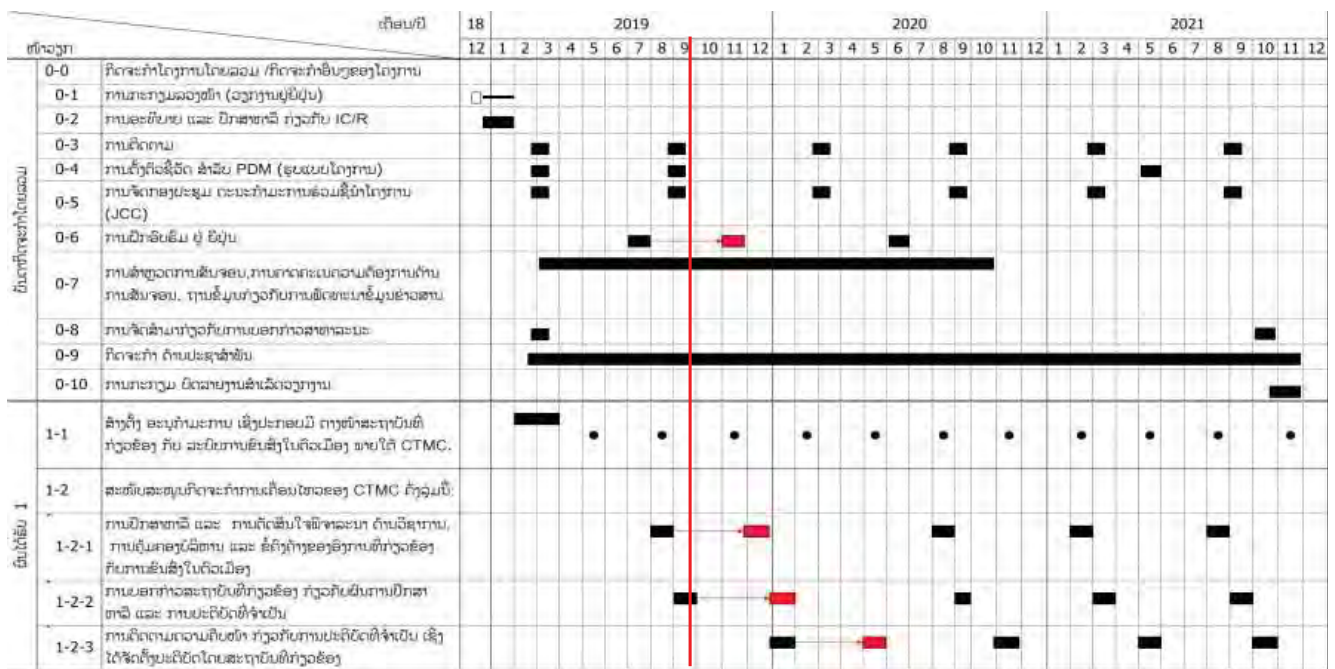 ເດືອນ/ປີ 18 2019 2020 2021
ໜ້າວຽກ 12 1 2 3 4 5 6 7 8 9 10 11 12 1 2 3 4 5 6 7 8 9 10 11 12 1 2 3 4 5 6 7 8 9 10 11 12
ບັນດາກິດຈະກຳໂດຍລວມ
0-0 ກິດຈະກຳໂຄງການໂດຍລວມ /ກິດຈະກຳອື່ນໆຂອງໂຄງການ
0-1 ການກະກຽມລ່ວງໜ້າ (ວຽກງານຢູ່ຍີ່ປຸ່ນ)
0-2 ການອະທິບາຍ ແລະ ປຶກສາຫາລື ກ່ຽວກັບ IC/R
0-3 ການຕິດຕາມ
0-4 ການຕັ້ງຕົວຊີ້ວັດ ສຳລັບ PDM (ຮູບແບບໂຄງການ)
0-5 ການຈັດກອງປະຊຸມ ຄະນະກຳມະການຮ່ວມຊີ້ນຳໂຄງການ
(JCC)
0-6 ການຝຶກອົບຮົມ ຢູ່ ຍີ່ປຸ່ນ
0-7 ການສຳຫຼວດການສັນຈອນ,ການຄາດຄະເນຄວາມຕ້ອງການດ້ານ
ການສັນຈອນ, ຖານຂໍ້ມູນກ່ຽວກັບການພັດທະນາຂໍ້ມູນຂ່າວສານ
0-8 ການຈັດສຳມະນາກ່ຽວກັບການບອກກ່າວສາທາລະນະ
0-9 ກິດຈະກຳ ດ້ານປະຊາສຳພັນ
0-10 ການກະກຽມ ບົດລາຍງານສຳເລັດວຽກງານ
ຜົນໄດ້ຮັບ 1
1-1 ສ້າງຕັ້ງ ອະນຸກຳມະການ ເຊິ່ງປະກອບມີ ຕາງໜ້າສະຖາບັນທີ່
ກ່ຽວຂ້ອງ ກັບ ລະບົບການຂົນສົ່ງໃນຕົວເມືອງ ພາຍໃຕ້ CTMC.
1-2 ສະໜັບສະໜູນກິດຈະກຳການເຄື່ອນໄຫວຂອງ CTMC ດັ່ງລຸ່ມນີ້:
1-2-1 ການປຶກສາຫາລື ແລະ ການຕັດສິນໃຈພິຈາລະນາ ດ້ານວິຊາການ,
ການຄຸ້ມຄອງບໍລິຫານ ແລະ ຂໍ້ຄົງຄ້າງຂອງອົງການທີ່ກ່ຽວຂ້ອງ
ກັບການຂົນສົ່ງໃນຕົວເມືອງ
1-2-2 ການບອກກ່າວສະຖາບັນທີ່ກ່ຽວຂ້ອງ ກ່ຽວກັບຜົນການປຶກສາ
ຫາລື ແລະ ການປະຕິບັດທີ່ຈຳເປັນ
1-2-3 ການຕິດຕາມຄວາມຄືບໜ້າ ກ່ຽວກັບການປະຕິບັດທີ່ຈຳເປັນ ເຊິ່ງ
ໄດ້ຈັດຕັ້ງປະຕິບັດໂດຍສະຖາບັນທີ່ກ່ຽວຂ້ອງ